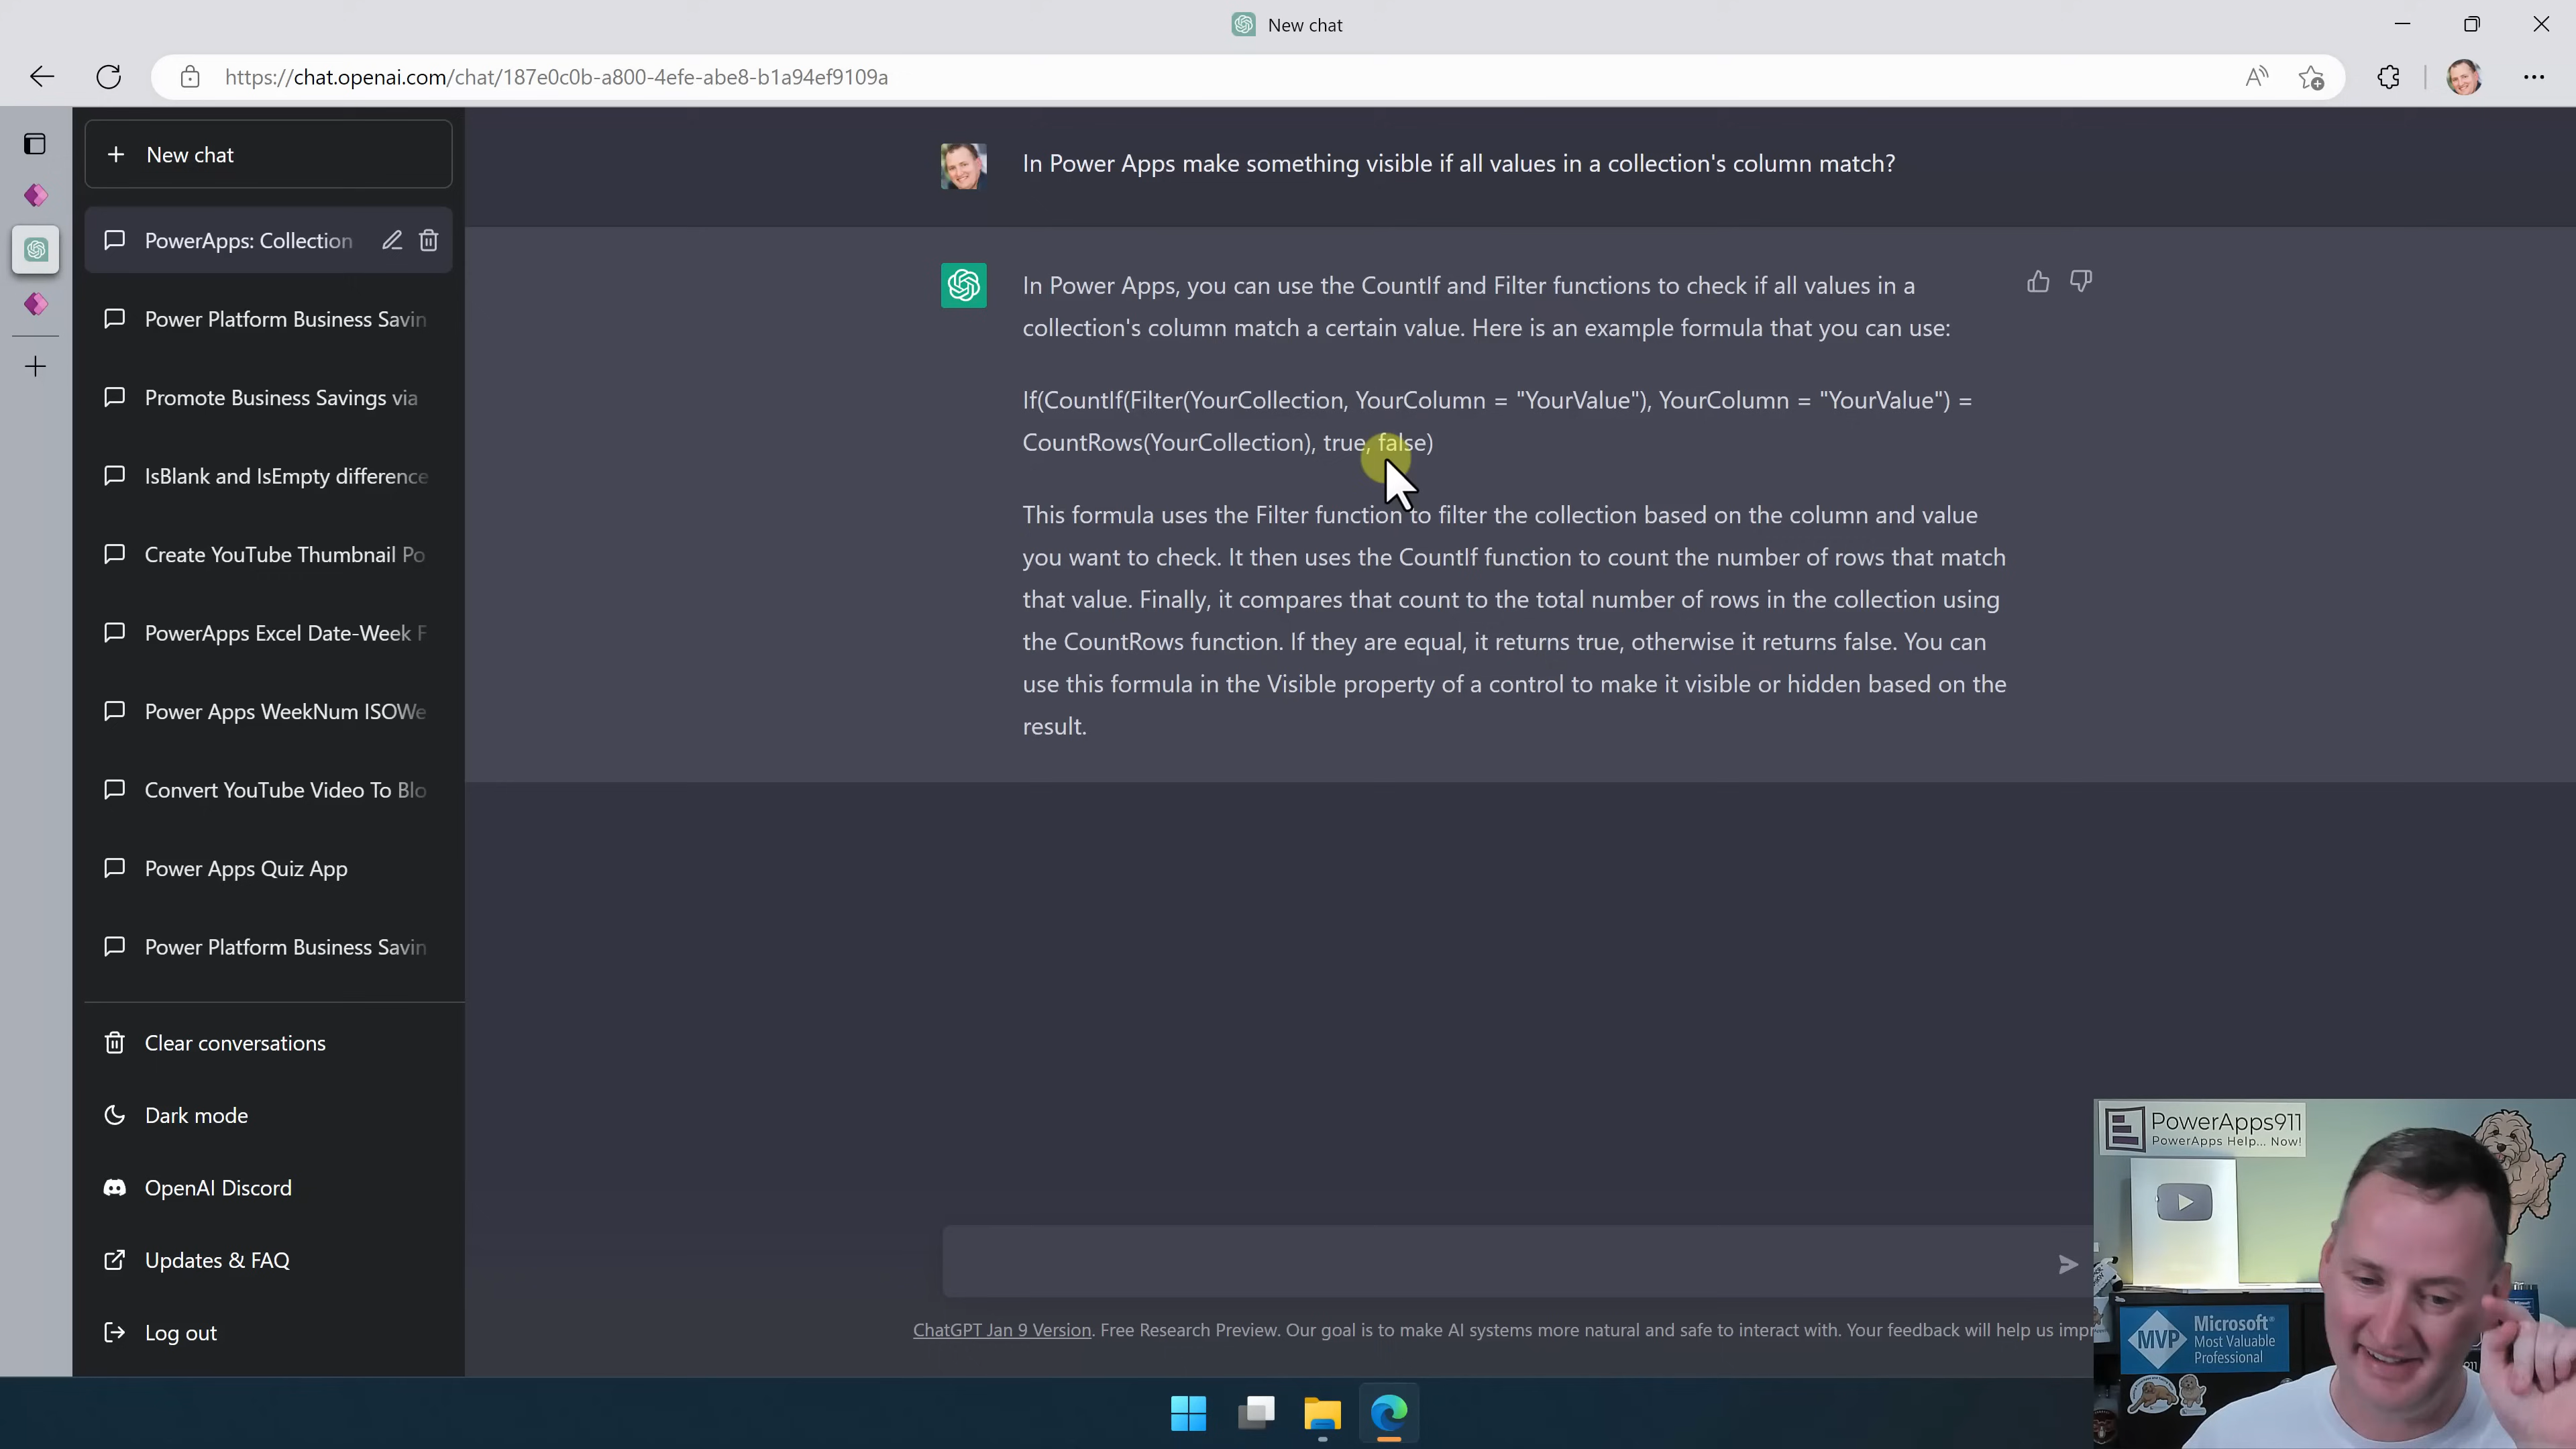 New chat
https://chat.openai.com/chat/187e0c0b-a800-4efe-abe8-b1a94ef9109a
New chat
PowerApps: Collection
Power Platform Business Savin
Promote Business Savings via
IsBlank and IsEmpty difference
Create YouTube Thumbnail Po
PowerApps Excel Date-Week F
Power Apps WeekNum ISOWe
Convert YouTube Video To Blo
Power Apps Quiz App
Power Platform Business Savin
Clear conversations
Dark mode
OpenAI Discord
Updates & FAQ
Log out
In Power Apps make something visible if all values in a collection's column match?
In Power Apps, you can use the CountIf and Filter functions to check if all values in a
collection's column match a certain value. Here is an example formula that you can use:
If(CountIf(Filter(YourCollection, YourColumn = "YourValue"), YourColumn = "YourValue") =
CountRows(YourCollection), true, false)
This formula uses the Filter function to filter the collection based on the column and value
you want to check. It then uses the CountIf function to count the number of rows that match
that value. Finally, it compares that count to the total number of rows in the collection using
the CountRows function. If they are equal, it returns true, otherwise it returns false. You can
use this formula in the Visible property of a control to make it visible or hidden based on the
result.
ChatGPT Jan 9 Version. Free Research Preview. Our goal is to make AI systems more natural and safe to interact with. Your feedback will help us impr
PowerApps911
PowerApps Help... Now!
MVP
Microsoft®
Most Valuable
Professional